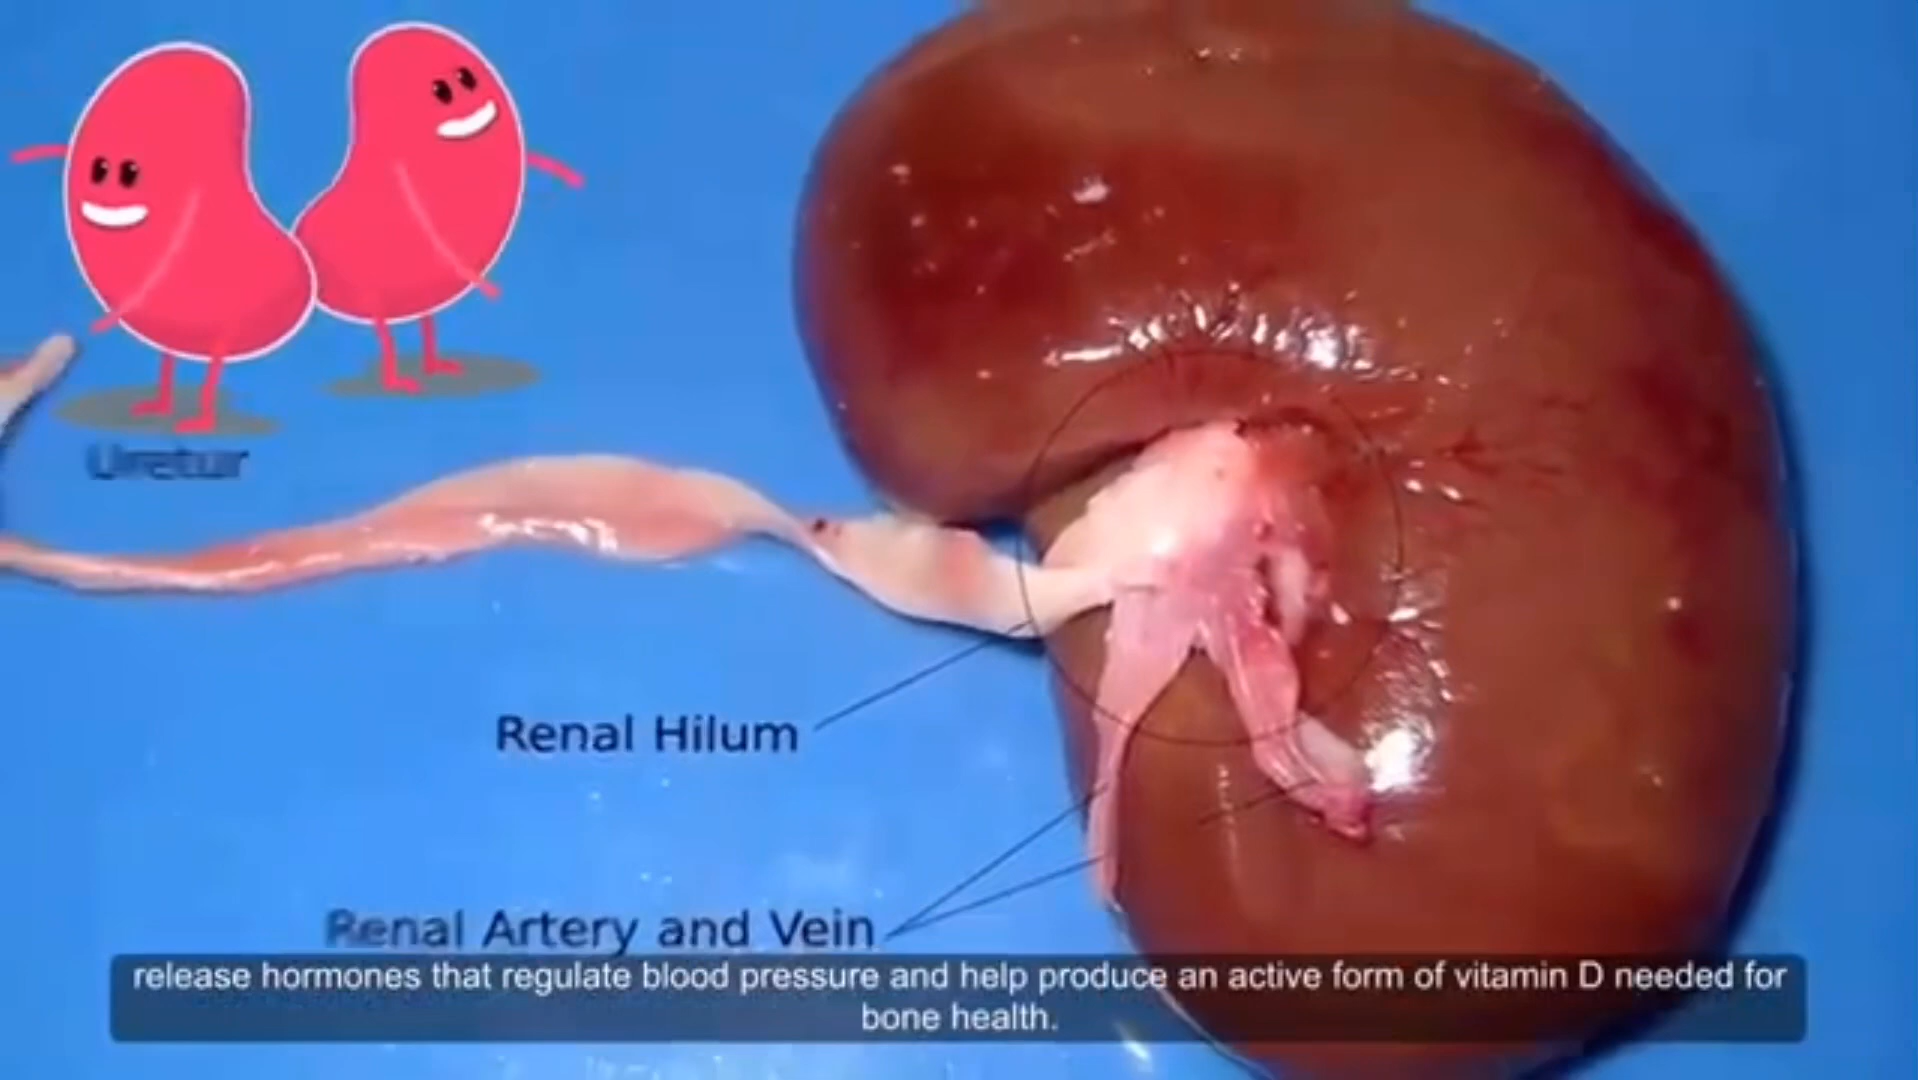 Uretur
Renal Hilum
Renal Artery and Vein
release hormones that regulate blood pressure and help produce an active form of vitamin D needed for
bone health.